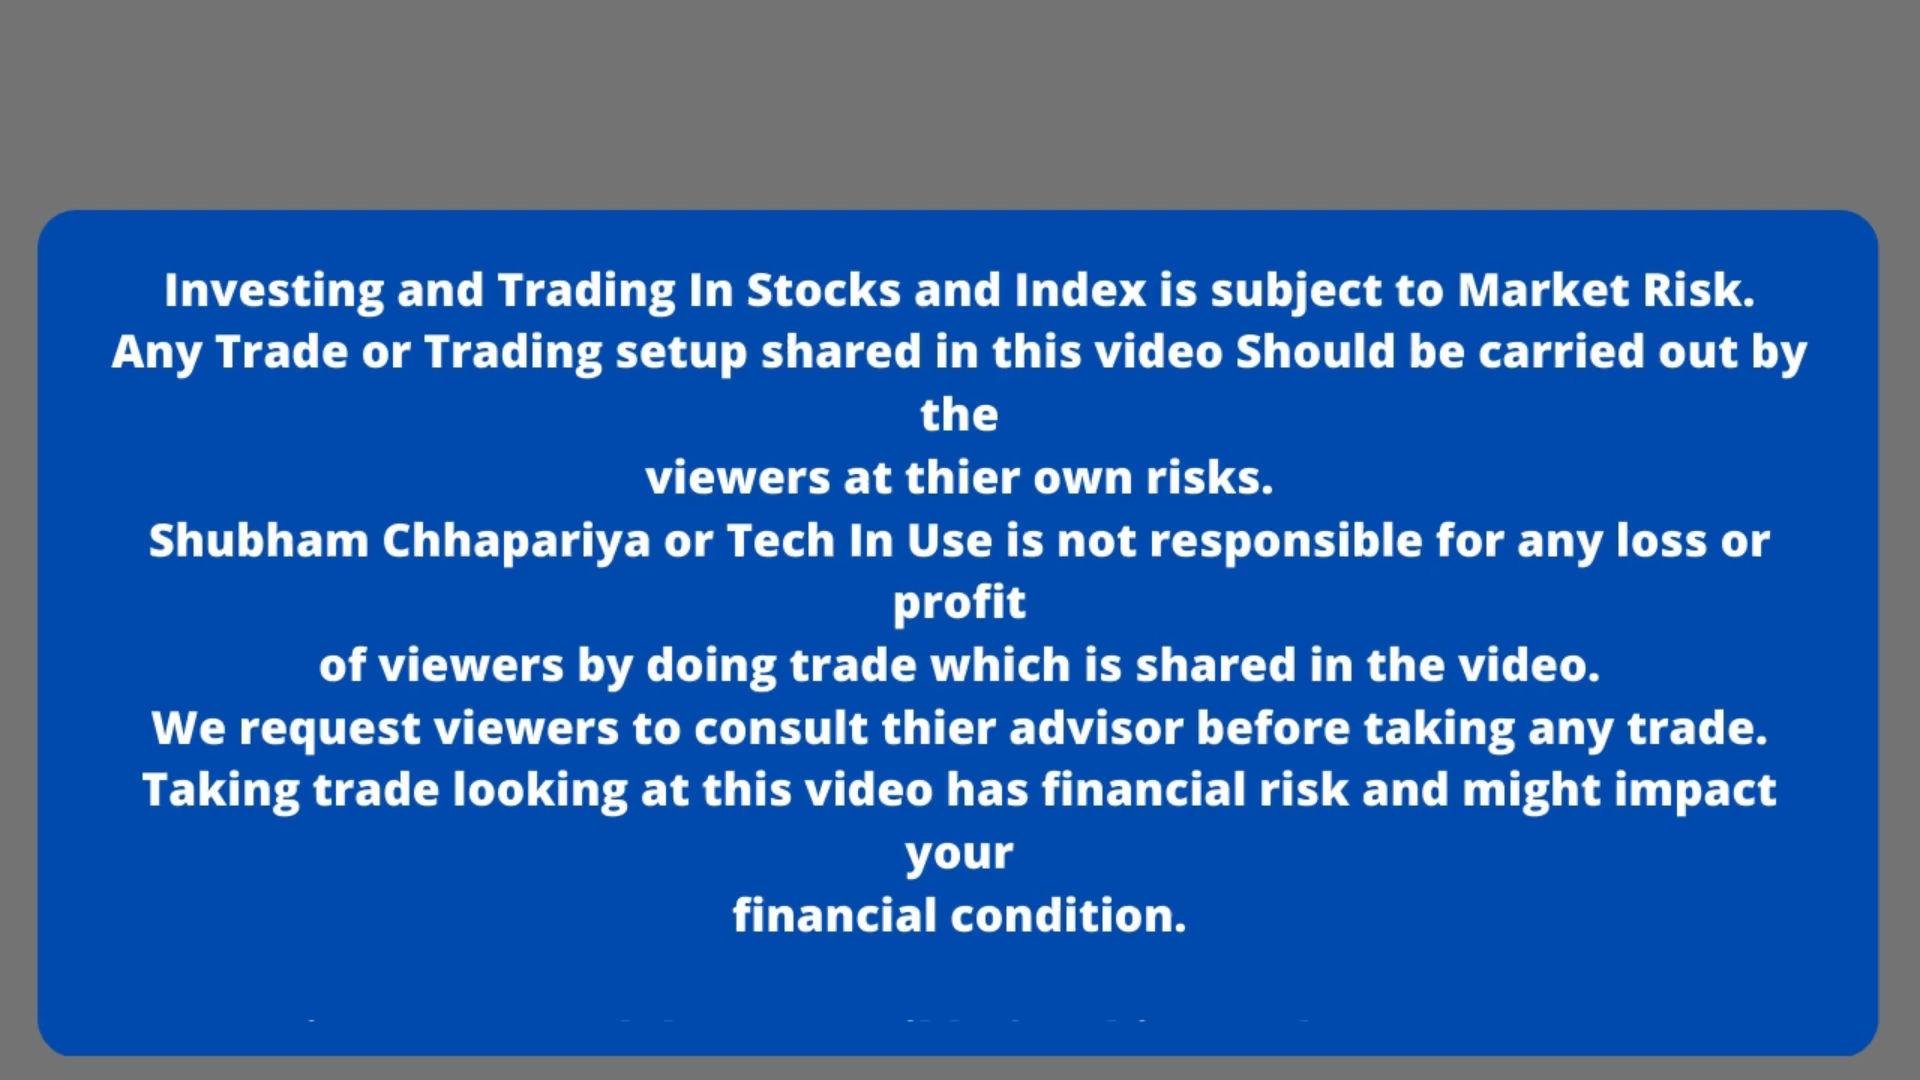 Investing and Trading In Stocks and Index is subject to Market Risk.
Any Trade or Trading setup shared in this video Should be carried out by
the
viewers at thier own risks.
Shubham Chhapariya or Tech In Use is not responsible for any loss or
profit
of viewers by doing trade which is shared in the video.
We request viewers to consult thier advisor before taking any trade.
Taking trade looking at this video has financial risk and might impact
your
financial condition.